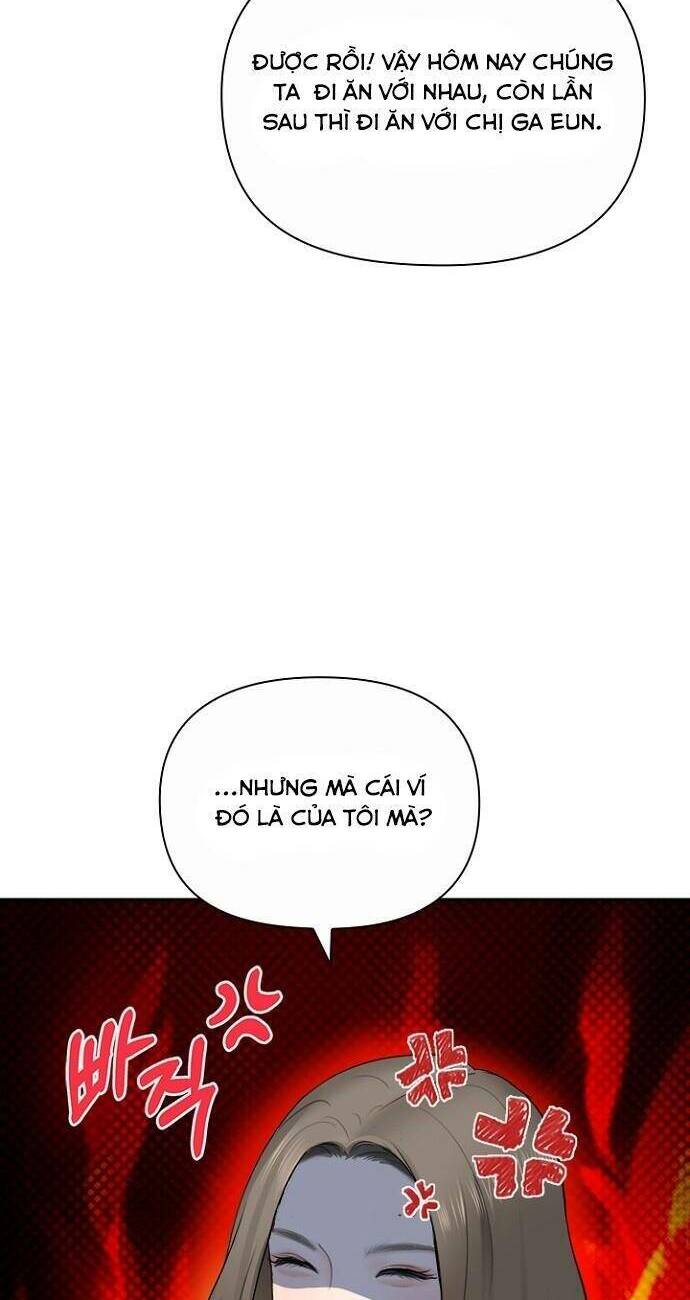 ĐƯỢC RỒI! VẬY HÔM NAY CHÚNG
TA ĐI ĂN VỚI NHAU, CÒN LẦN
SAU THÌ ĐI ĂN VỚI CHỊ GA EUN.
...NHƯNG MÀ CÁI VÍ
ĐÓ LÀ CỦA TÔI MÀ?
빠직